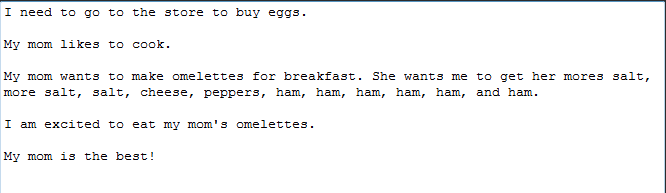 I need to go to the store to buy eggs.
My mom likes to cook.
My mom wants to make omelettes for breakfast. She wants me to get her mores salt,
more salt, salt, cheese, peppers, ham, ham, ham, ham, ham, and ham.
I am excited to eat my mom's omelettes.
My mom is the best!